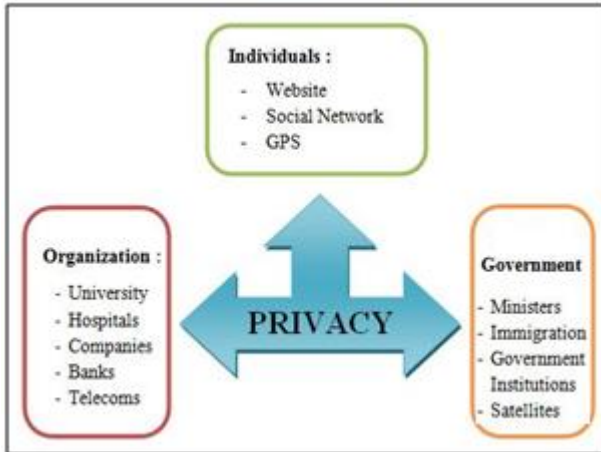 Individuals :
- Website
- Social Network
- GPS
Organization :
- University
- Hospitals
- Companies
- Banks
- Telecoms
PRIVACY
Government
- Ministers
- Immigration
- Government
Institutions
- Satellites